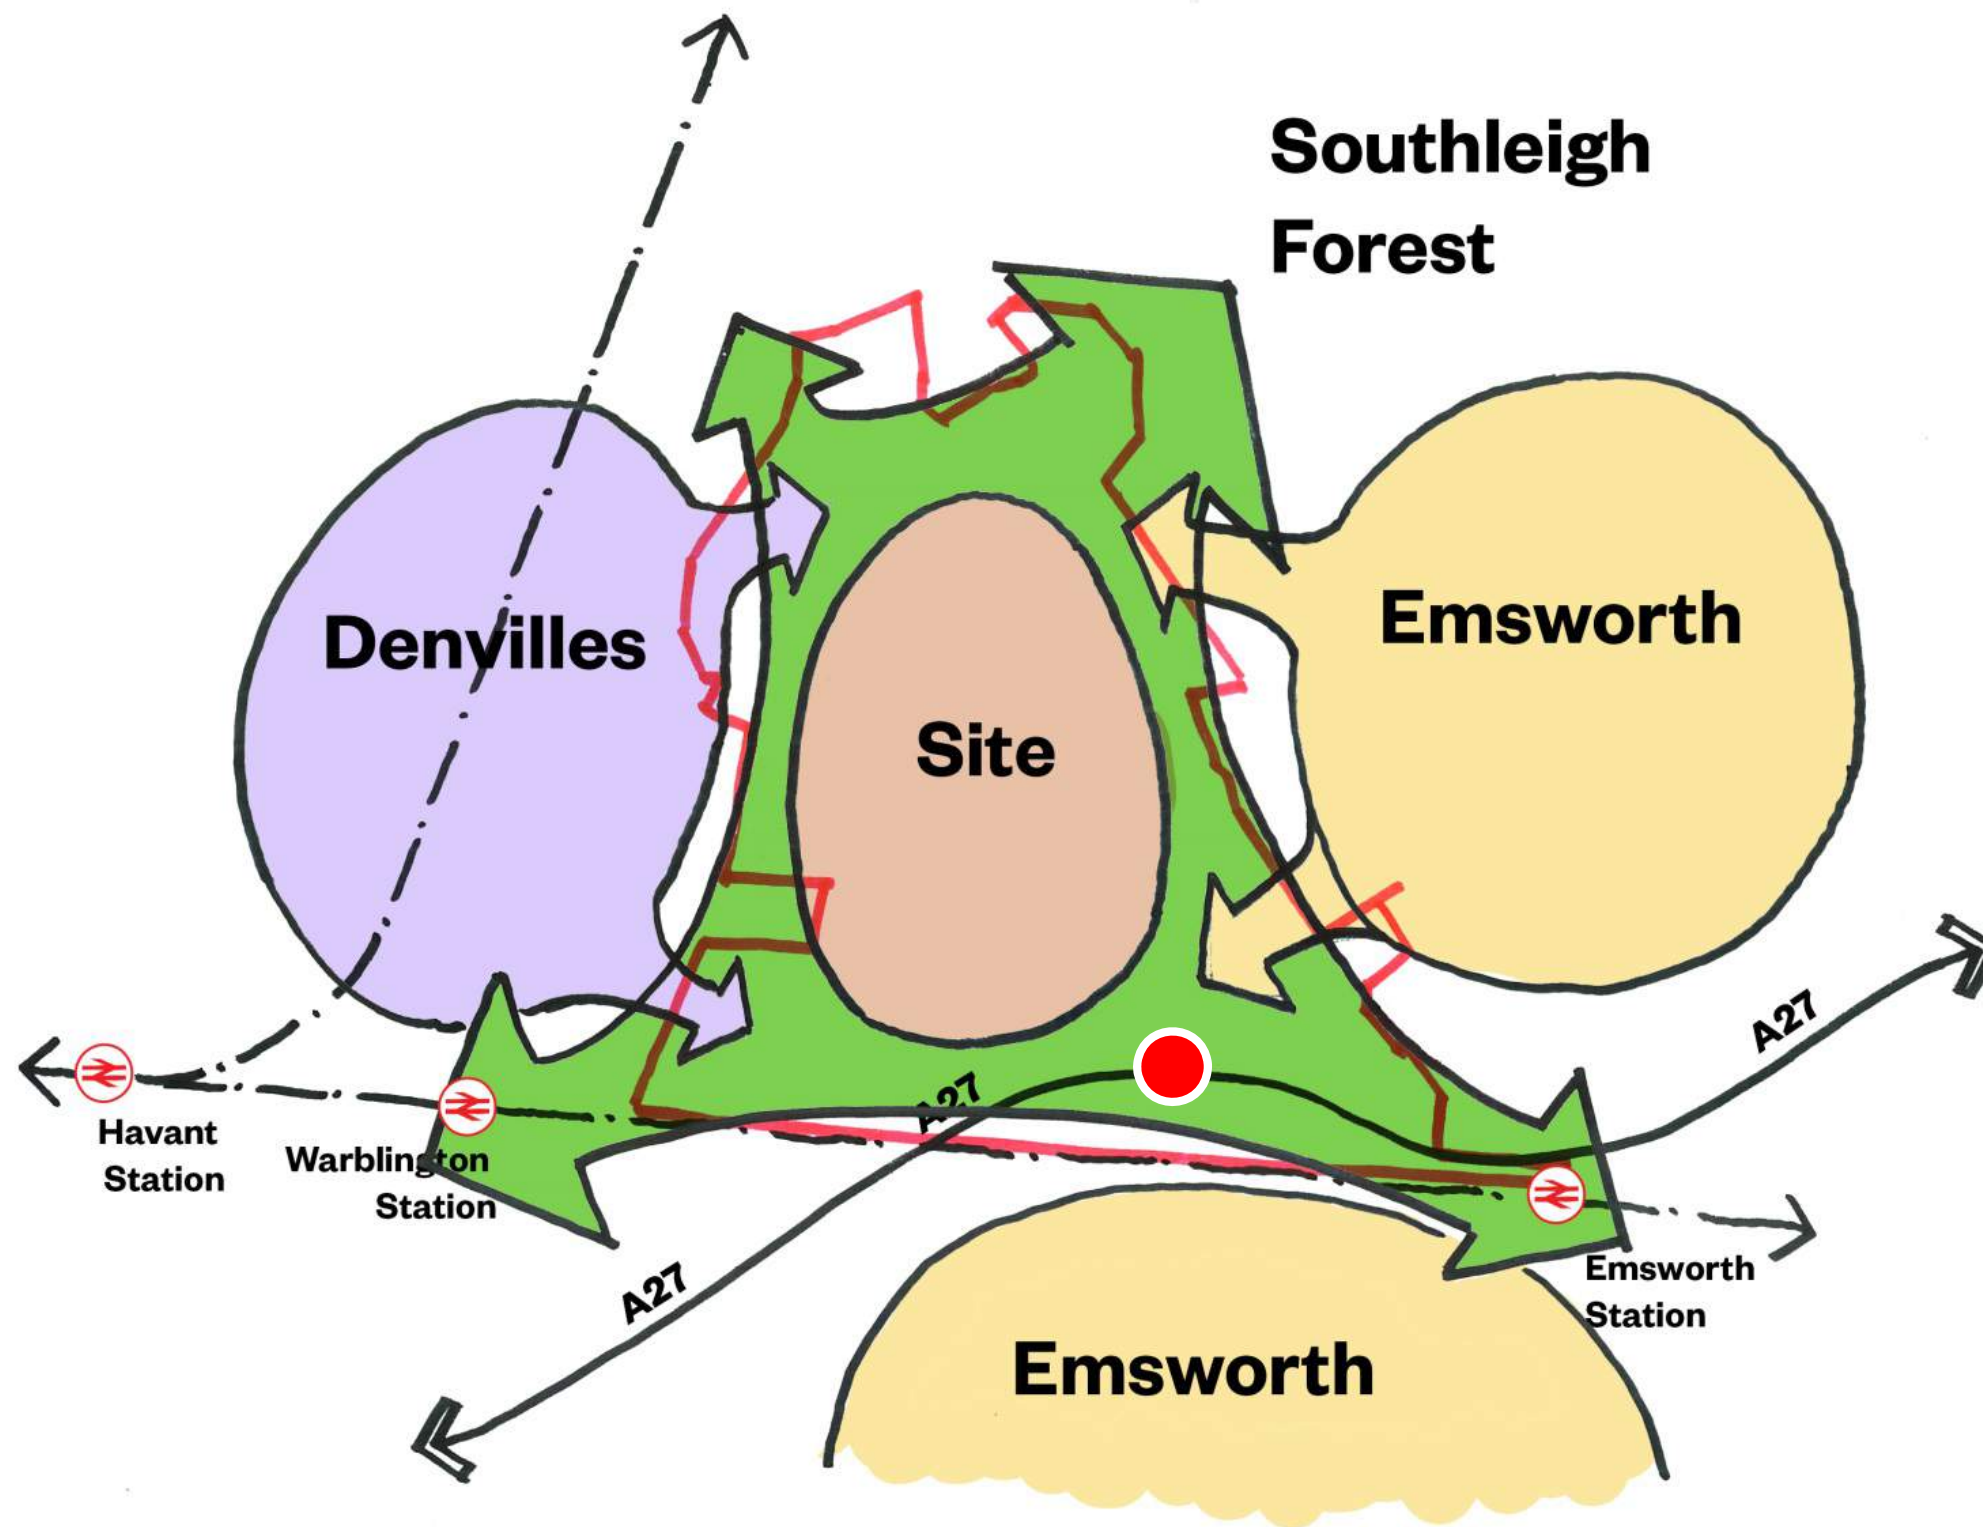 Southleigh
Forest
Denvilles
Emsworth
Site
A27
A27
Havant
Station
Warblington
Station
A27
Emsworth
Station
Emsworth